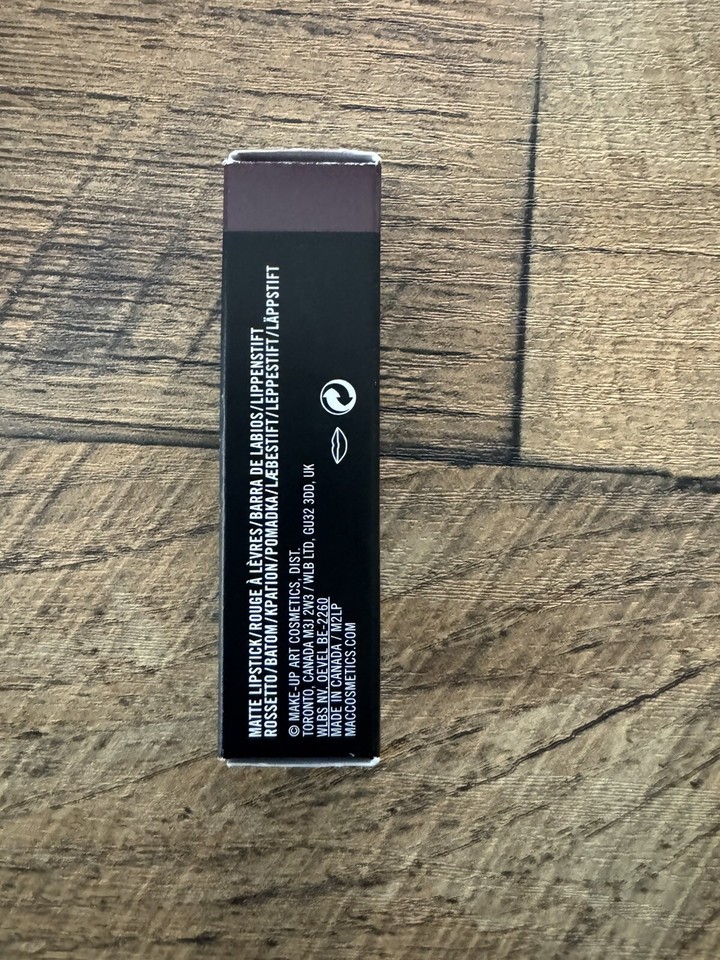 MATTE LIPSTICK/ROUGE À LÈVRES/BARRA DE LABIOS/LIPPENSTIFT
ROSSETTO/BATOM/ΚΡΑΓΙΟΝ/POMADKA/LÆBESTIFT/LEPPESTIFT/LÄPPSTIFT
© MAKE-UP ART COSMETICS, DIST.
TORONTO, CANADA M3J 2W3 / WLB LTD, GU32 3DD, UK
WLBS NV, OEVEL BE-2260
MADE IN CANADA / M2LP
MACCOSMETICS.COM